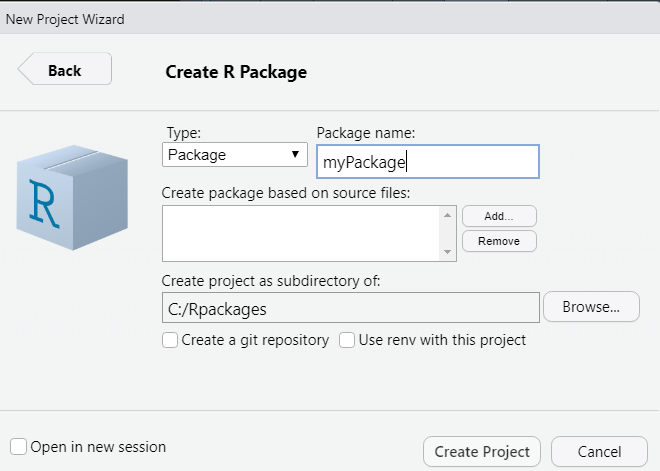 New Project Wizard
Back
Create R Package
Type:
Package name:
Package
myPackage
R
Create package based on source files:
Add...
Remove
Create project as subdirectory of:
C:/Rpackages
Browse...
Create a git repository
Use renv with this project
Open in new session
Create Project
Cancel